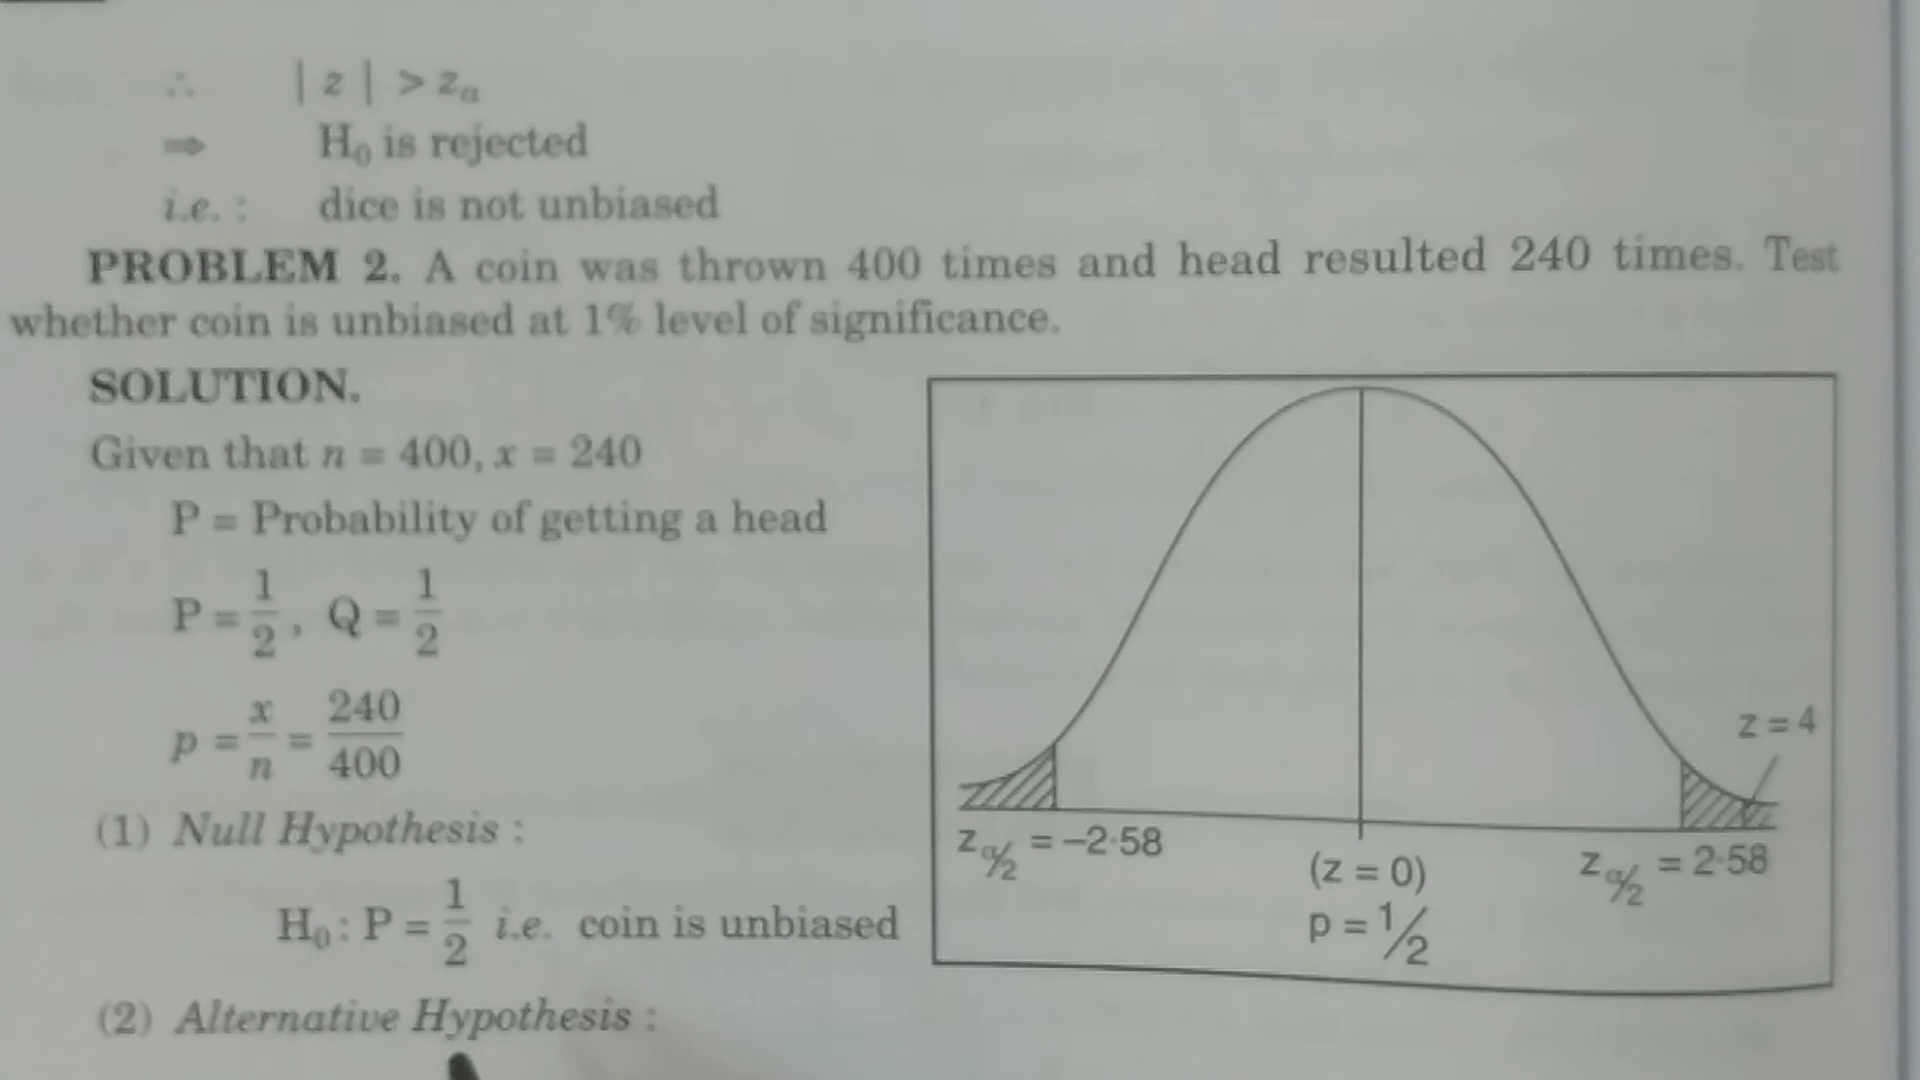 ∴ | z | > zα
⇒ H₀ is rejected
i.e. : dice is not unbiased
PROBLEM 2. A coin was thrown 400 times and head resulted 240 times. Test
whether coin is unbiased at 1% level of significance.
SOLUTION.
Given that n = 400, x = 240
P = Probability of getting a head
P = 1/2, Q = 1/2
p = x/n = 240/400
(1) Null Hypothesis :
H₀ : P = 1/2 i.e. coin is unbiased
(2) Alternative Hypothesis :
z = 4
zα/2 = –2·58
(z = 0)
p = 1/2
zα/2 = 2·58